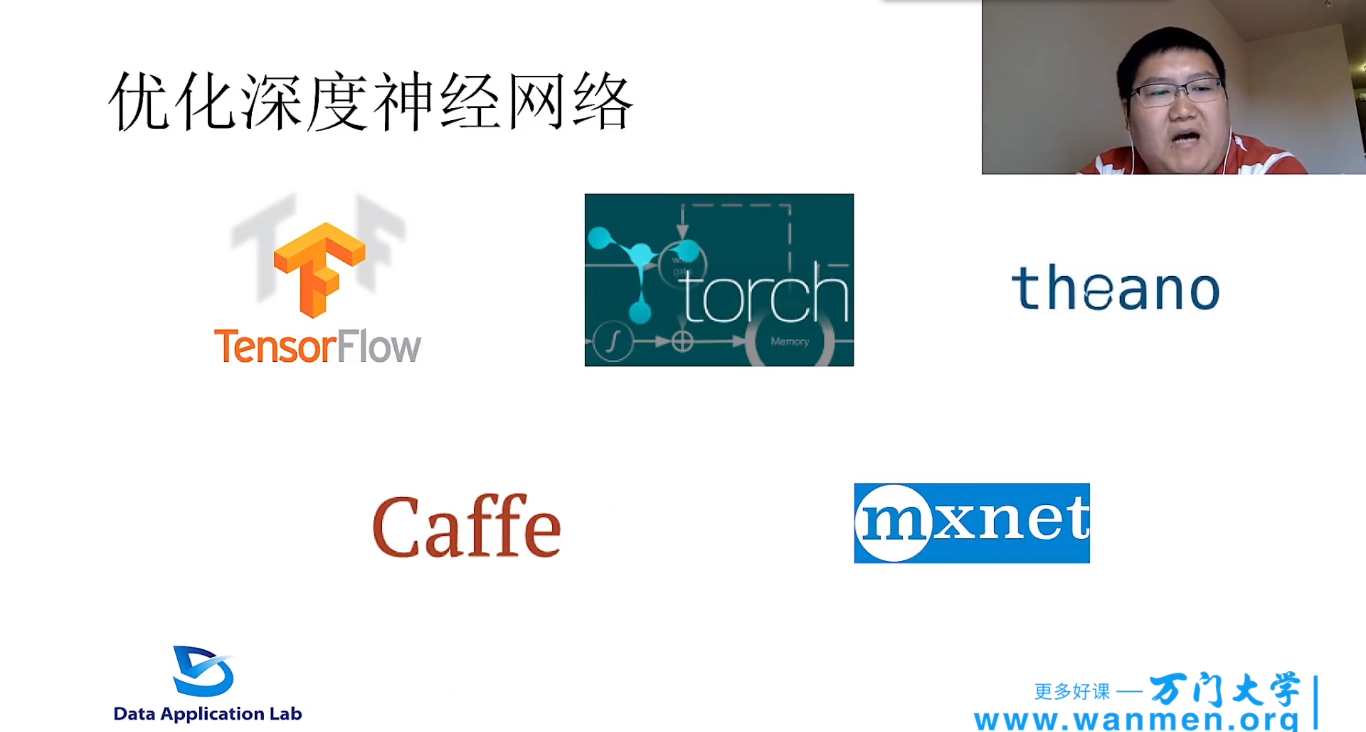 优化深度神经网络
TF
TensorFlow
torch
Memory
theano
Caffe
mxnet
Data Application Lab
更多好课 — 万门大学
www.wanmen.org